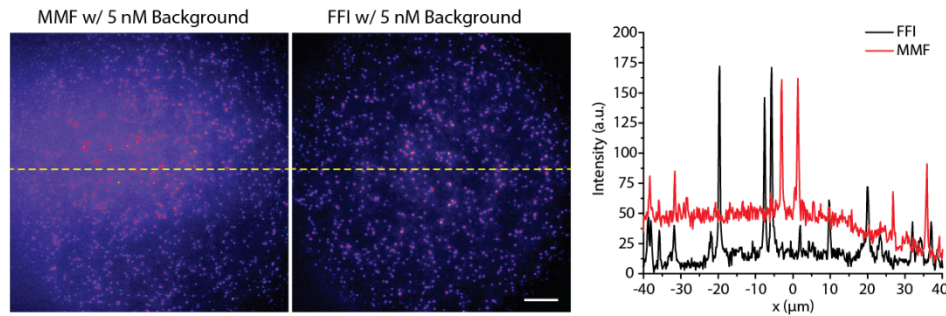 MMF w/ 5 nM Background
FFI w/ 5 nM Background
FFI
MMF
Intensity (a.u.)
200
175
150
125
100
75
50
25
0
-40 -30 -20 -10 0 10 20 30 40
x (µm)